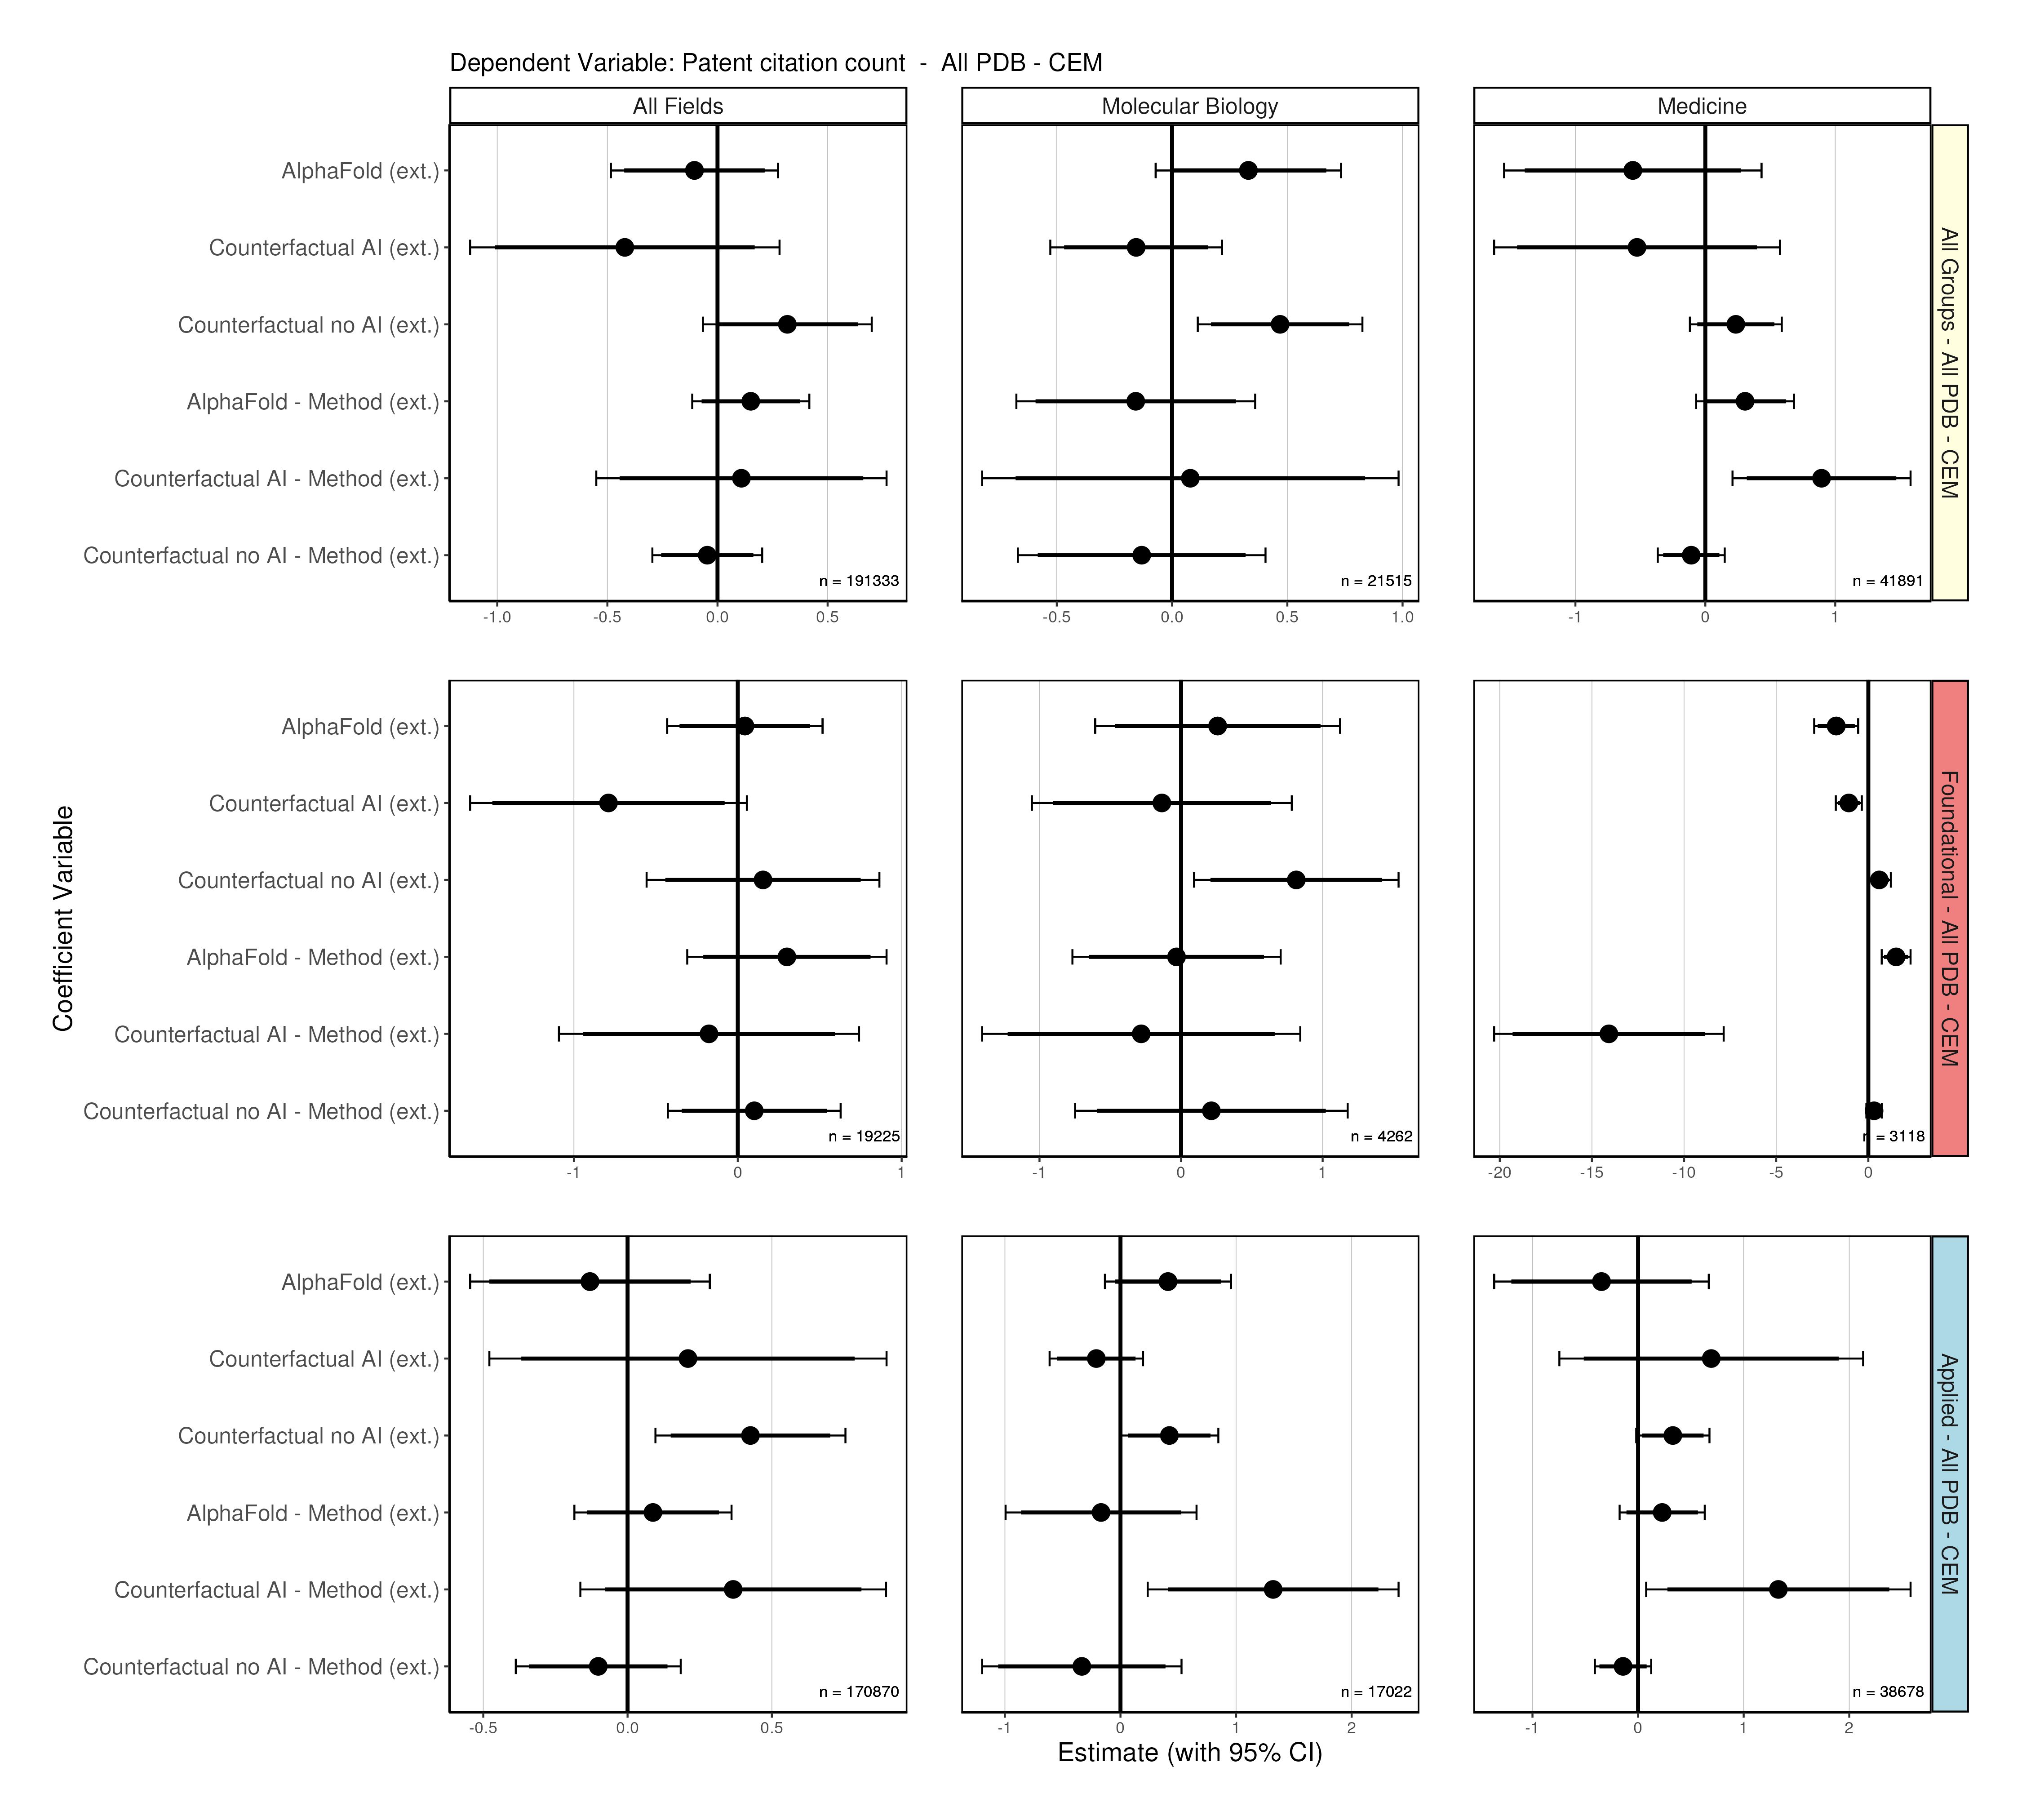 Dependent Variable: Patent citation count - All PDB - CEM
All Fields
Molecular Biology
Medicine
AlphaFold (ext.)
Counterfactual AI (ext.)
Counterfactual no AI (ext.)
AlphaFold - Method (ext.)
Counterfactual AI - Method (ext.)
Counterfactual no AI - Method (ext.)
n = 191333
n = 21515
n = 41891
-1.0 -0.5 0.0 0.5
-0.5 0.0 0.5 1.0
-1 0 1
All Groups - All PDB - CEM
Coefficient Variable
AlphaFold (ext.)
Counterfactual AI (ext.)
Counterfactual no AI (ext.)
AlphaFold - Method (ext.)
Counterfactual AI - Method (ext.)
Counterfactual no AI - Method (ext.)
n = 19225
n = 4262
n = 3118
-1 0 1
-1 0 1
-20 -15 -10 -5 0
Foundational - All PDB - CEM
AlphaFold (ext.)
Counterfactual AI (ext.)
Counterfactual no AI (ext.)
AlphaFold - Method (ext.)
Counterfactual AI - Method (ext.)
Counterfactual no AI - Method (ext.)
n = 170870
n = 17022
n = 38678
-0.5 0.0 0.5
-1 0 1 2
-1 0 1 2
Applied - All PDB - CEM
Estimate (with 95% CI)